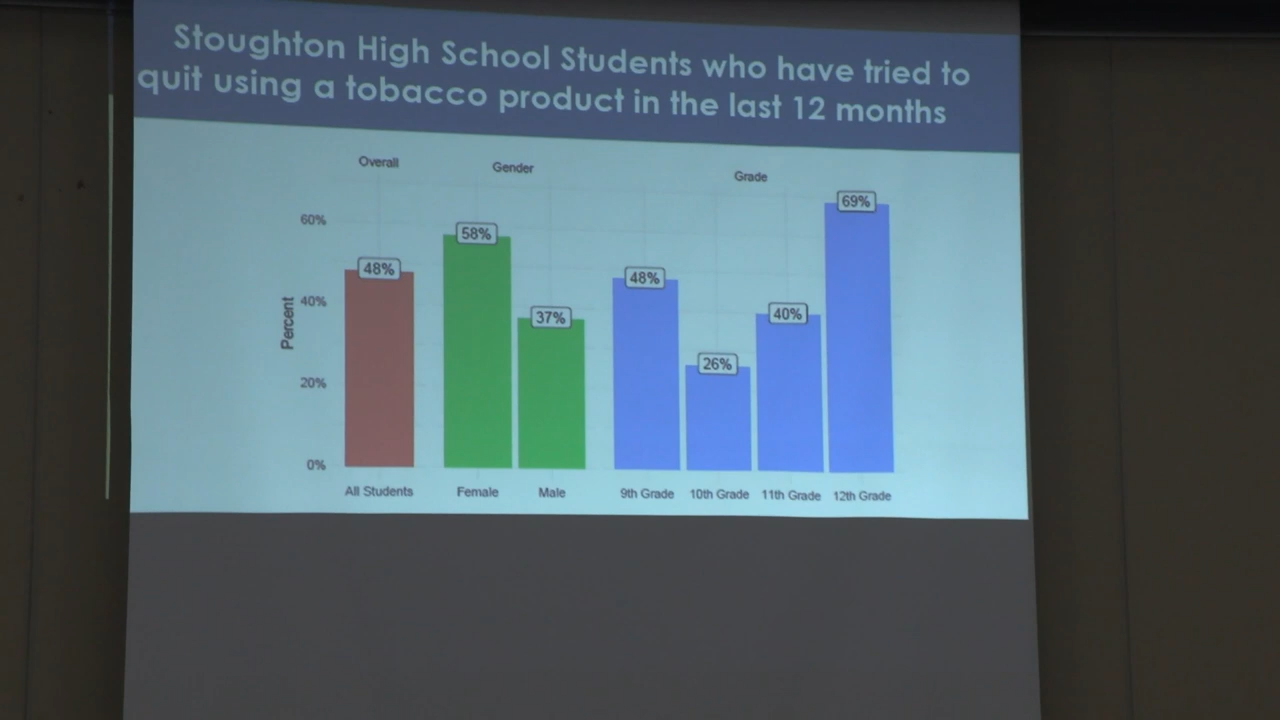 Stoughton High School Students who have tried to
quit using a tobacco product in the last 12 months
Overall
Gender
Grade
Percent
60%
40%
20%
0%
48%
58%
37%
48%
26%
40%
69%
All Students
Female
Male
9th Grade
10th Grade
11th Grade
12th Grade